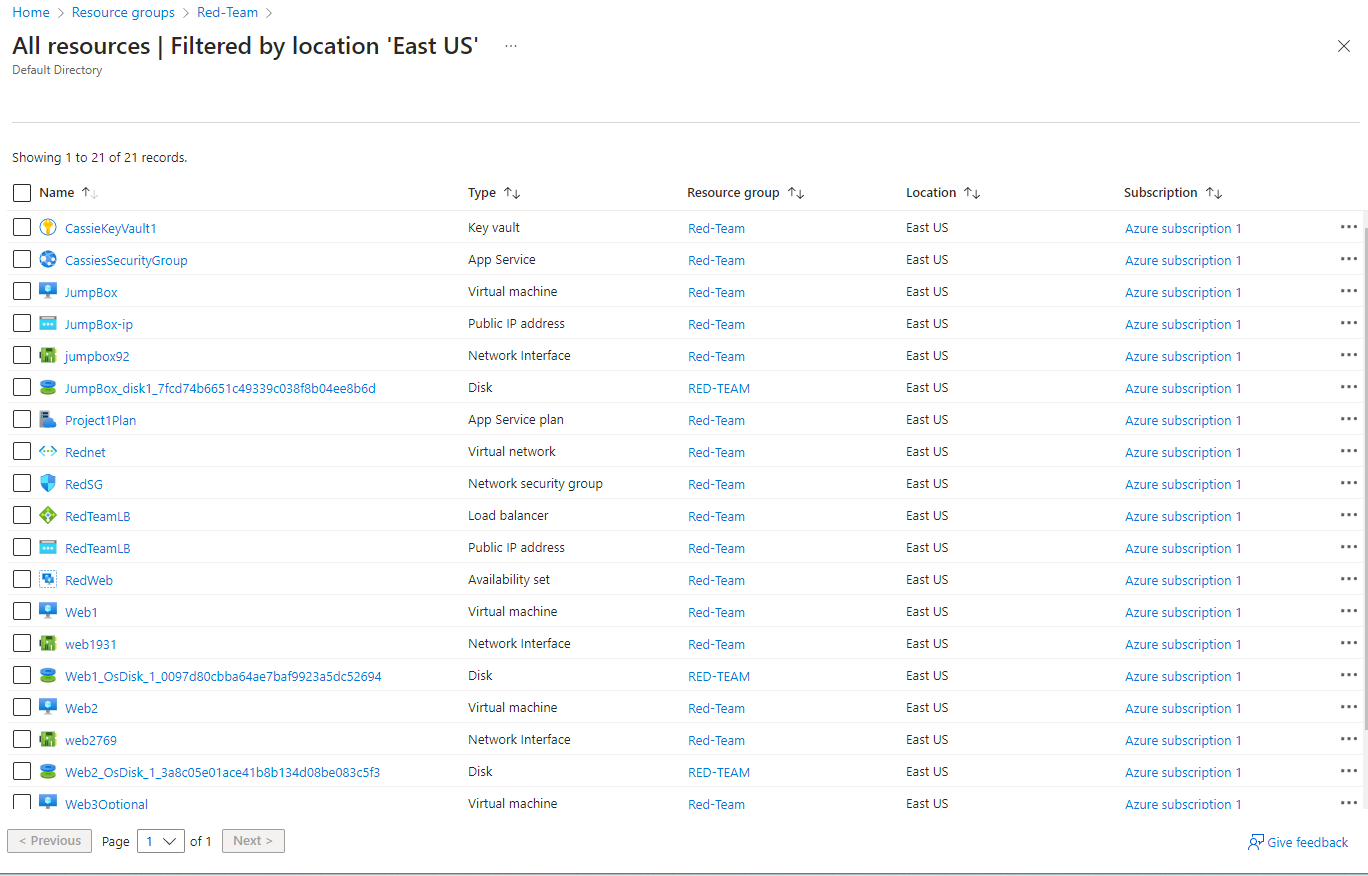 Home > Resource groups > Red-Team >
All resources | Filtered by location 'East US' ...
Default Directory
Showing 1 to 21 of 21 records.
Name Type Resource group Location Subscription
CassieKeyVault1 Key vault Red-Team East US Azure subscription 1
CassiesSecurityGroup App Service Red-Team East US Azure subscription 1
JumpBox Virtual machine Red-Team East US Azure subscription 1
JumpBox-ip Public IP address Red-Team East US Azure subscription 1
jumpbox92 Network Interface Red-Team East US Azure subscription 1
JumpBox_disk1_7fcd74b6651c49339c038f8b04ee8b6d Disk RED-TEAM East US Azure subscription 1
Project1Plan App Service plan Red-Team East US Azure subscription 1
Rednet Virtual network Red-Team East US Azure subscription 1
RedSG Network security group Red-Team East US Azure subscription 1
RedTeamLB Load balancer Red-Team East US Azure subscription 1
RedTeamLB Public IP address Red-Team East US Azure subscription 1
RedWeb Availability set Red-Team East US Azure subscription 1
Web1 Virtual machine Red-Team East US Azure subscription 1
web1931 Network Interface Red-Team East US Azure subscription 1
Web1_OsDisk_1_0097d80cbba64ae7baf9923a5dc52694 Disk RED-TEAM East US Azure subscription 1
Web2 Virtual machine Red-Team East US Azure subscription 1
web2769 Network Interface Red-Team East US Azure subscription 1
Web2_OsDisk_1_3a8c05e01ace41b8b134d08be083c5f3 Disk RED-TEAM East US Azure subscription 1
Web3Optional Virtual machine Red-Team East US Azure subscription 1
< Previous Page 1 of 1 Next > Give feedback